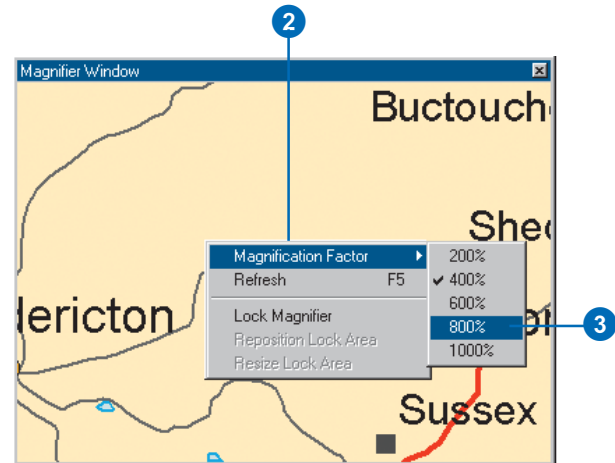 2
Magnifier Window
Buctouch
Shed
Magnification Factor
200%
Refresh F5
400%
600%
dericton
Lock Magnifier
800%
3
Reposition Lock Area
1000%
Resize Lock Area
Sussex